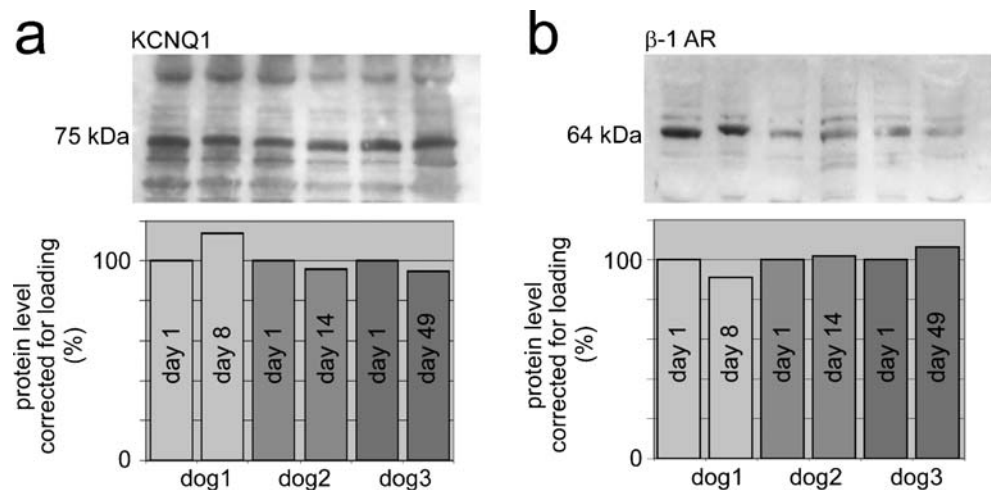 a
KCNQ1
75 kDa
protein level
corrected for loading
(%)
100
0
day 1
day 8
day 1
day 14
day 1
day 49
dog1
dog2
dog3
b
β-1 AR
64 kDa
protein level
corrected for loading
(%)
100
0
day 1
day 8
day 1
day 14
day 1
day 49
dog1
dog2
dog3